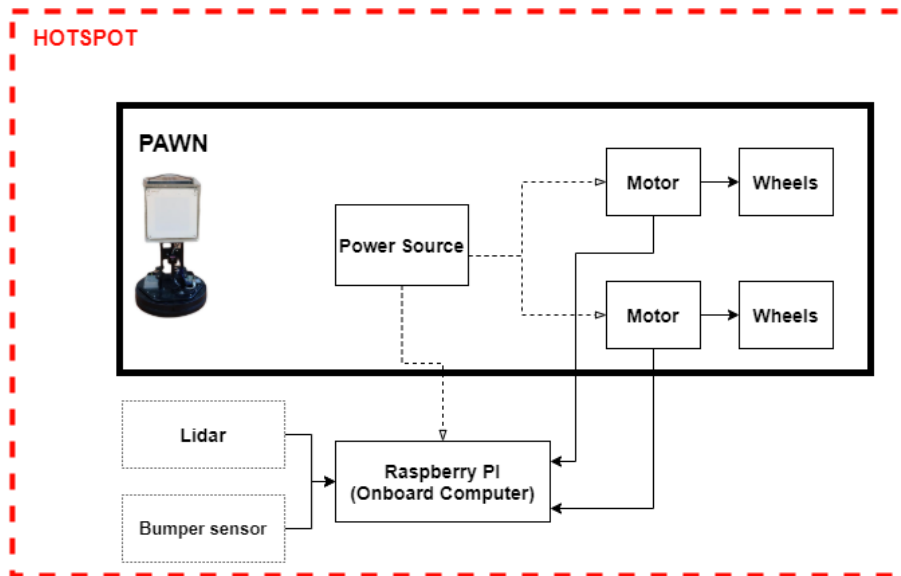 HOTSPOT
PAWN
Motor
Wheels
Power Source
Motor
Wheels
Lidar
Raspberry PI
(Onboard Computer)
Bumper sensor